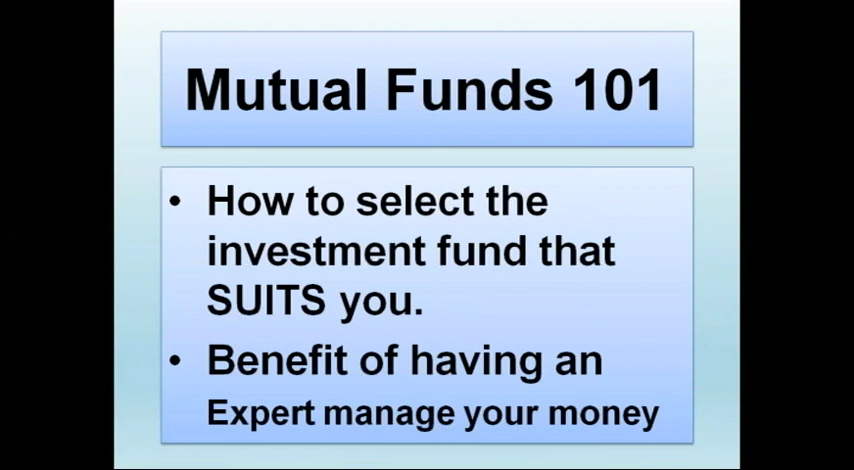 Mutual Funds 101
• How to select the
investment fund that
SUITS you.
• Benefit of having an
Expert manage your money